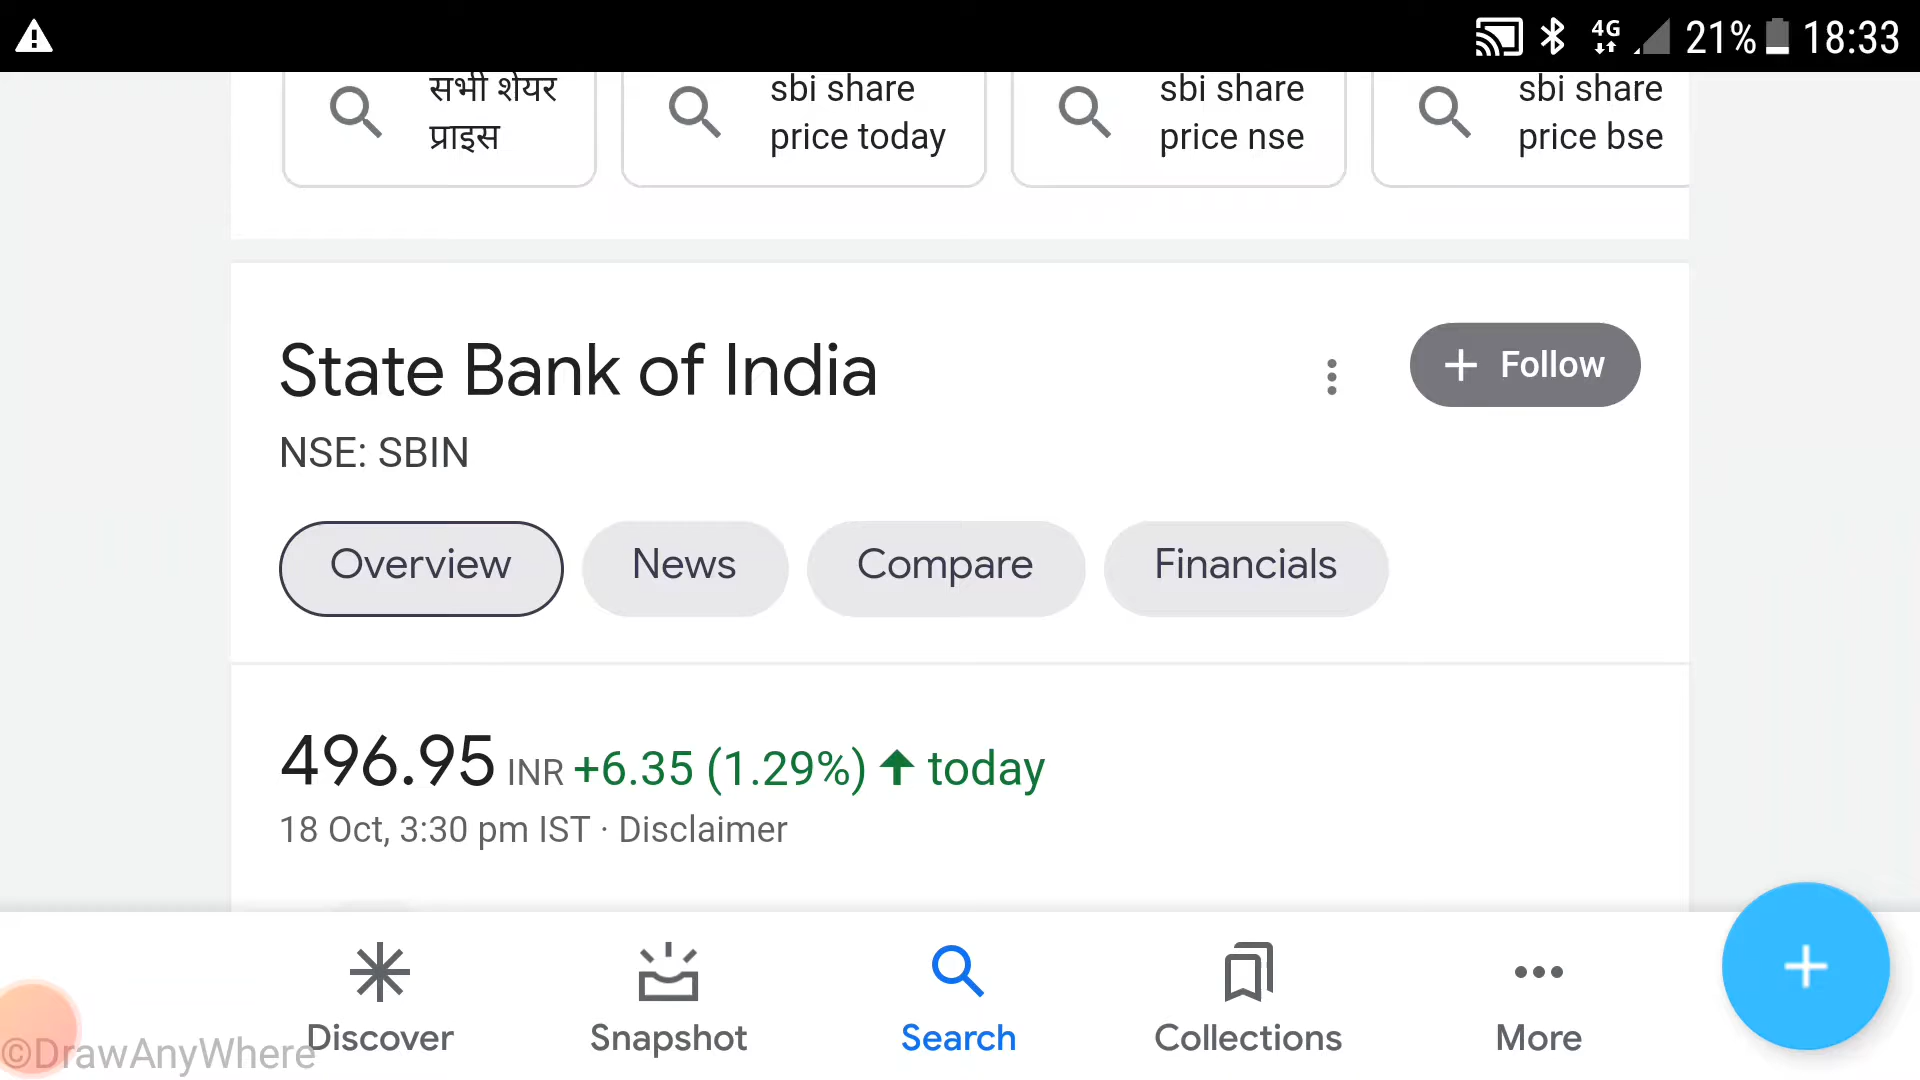 4G 21% 18:33
सभी शेयर
प्राइस
sbi share
price today
sbi share
price nse
sbi share
price bse
State Bank of India
+ Follow
NSE: SBIN
Overview News Compare Financials
496.95 INR +6.35 (1.29%) ↑ today
18 Oct, 3:30 pm IST · Disclaimer
Discover Snapshot Search Collections More
©DrawAnyWhere